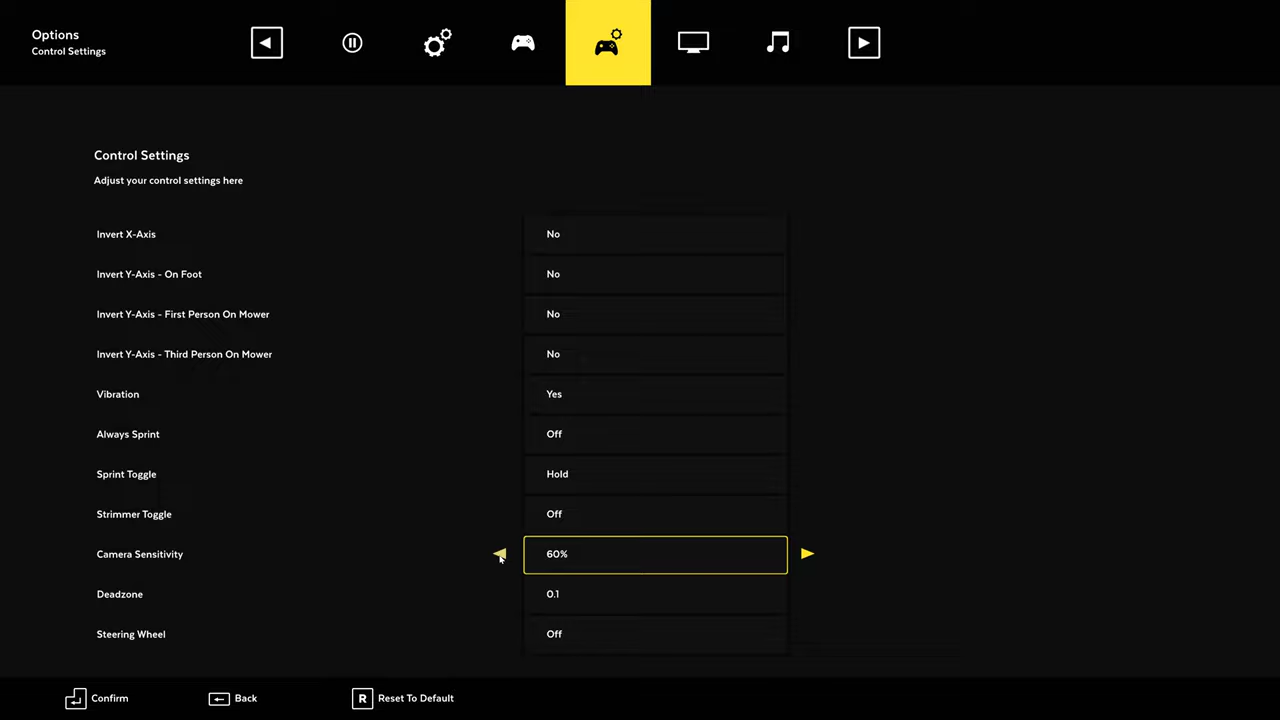 Options
Control Settings
Control Settings
Adjust your control settings here
Invert X-Axis No
Invert Y-Axis - On Foot No
Invert Y-Axis - First Person On Mower No
Invert Y-Axis - Third Person On Mower No
Vibration Yes
Always Sprint Off
Sprint Toggle Hold
Strimmer Toggle Off
Camera Sensitivity 60%
Deadzone 0.1
Steering Wheel Off
Confirm Back R Reset To Default